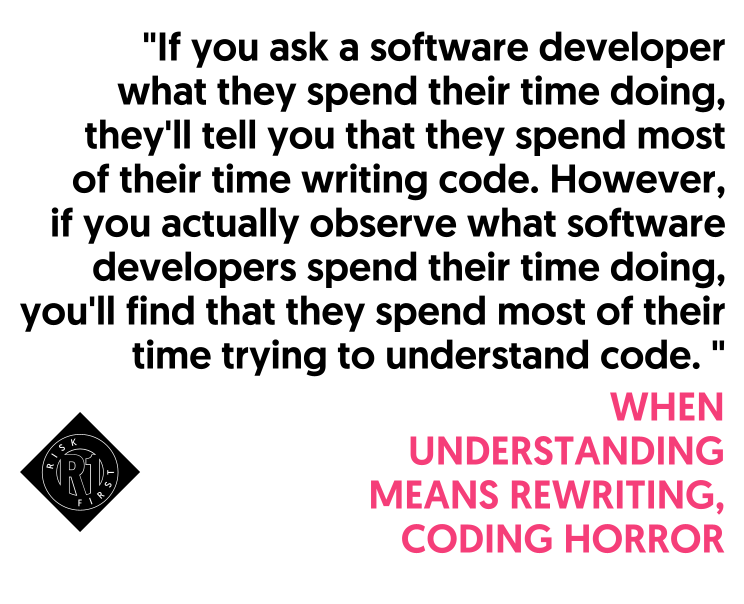 "If you ask a software developer
what they spend their time doing,
they'll tell you that they spend most
of their time writing code. However,
if you actually observe what software
developers spend their time doing,
you'll find that they spend most of their
time trying to understand code. "
WHEN
UNDERSTANDING
MEANS REWRITING,
CODING HORROR
RISK
R1
FIRST